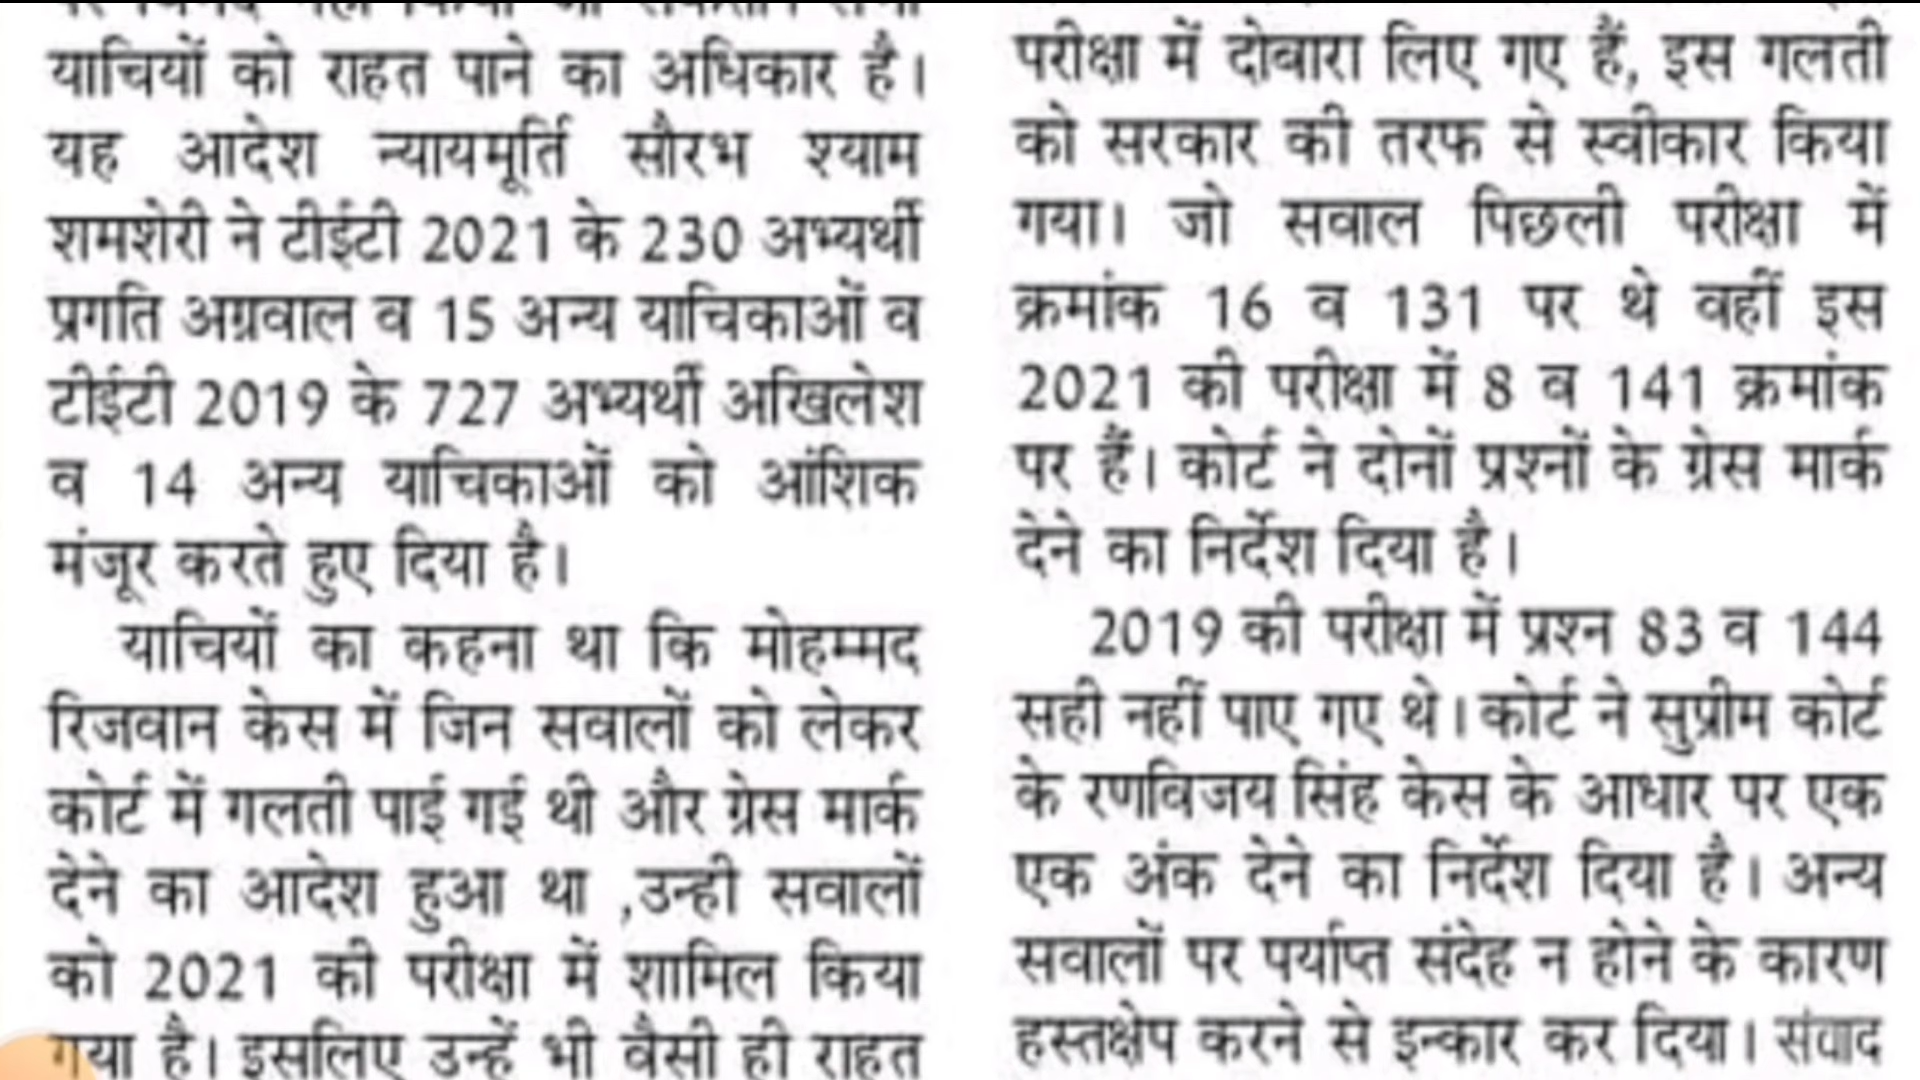 याचियों को राहत पाने का अधिकार है।
यह आदेश न्यायमूर्ति सौरभ श्याम
शमशेरी ने टीईटी 2021 के 230 अभ्यर्थी
प्रगति अग्रवाल व 15 अन्य याचिकाओं व
टीईटी 2019 के 727 अभ्यर्थी अखिलेश
व 14 अन्य याचिकाओं को आंशिक
मंजूर करते हुए दिया है।
याचियों का कहना था कि मोहम्मद
रिजवान केस में जिन सवालों को लेकर
कोर्ट में गलती पाई गई थी और ग्रेस मार्क
देने का आदेश हुआ था ,उन्ही सवालों
को 2021 की परीक्षा में शामिल किया
गया है। इसलिए उन्हें भी वैसी ही राहत
परीक्षा में दोबारा लिए गए हैं, इस गलती
को सरकार की तरफ से स्वीकार किया
गया। जो सवाल पिछली परीक्षा में
क्रमांक 16 व 131 पर थे वहीं इस
2021 की परीक्षा में 8 व 141 क्रमांक
पर हैं। कोर्ट ने दोनों प्रश्नों के ग्रेस मार्क
देने का निर्देश दिया है।
2019 की परीक्षा में प्रश्न 83 व 144
सही नहीं पाए गए थे। कोर्ट ने सुप्रीम कोर्ट
के रणविजय सिंह केस के आधार पर एक
एक अंक देने का निर्देश दिया है। अन्य
सवालों पर पर्याप्त संदेह न होने के कारण
हस्तक्षेप करने से इन्कार कर दिया। संवाद